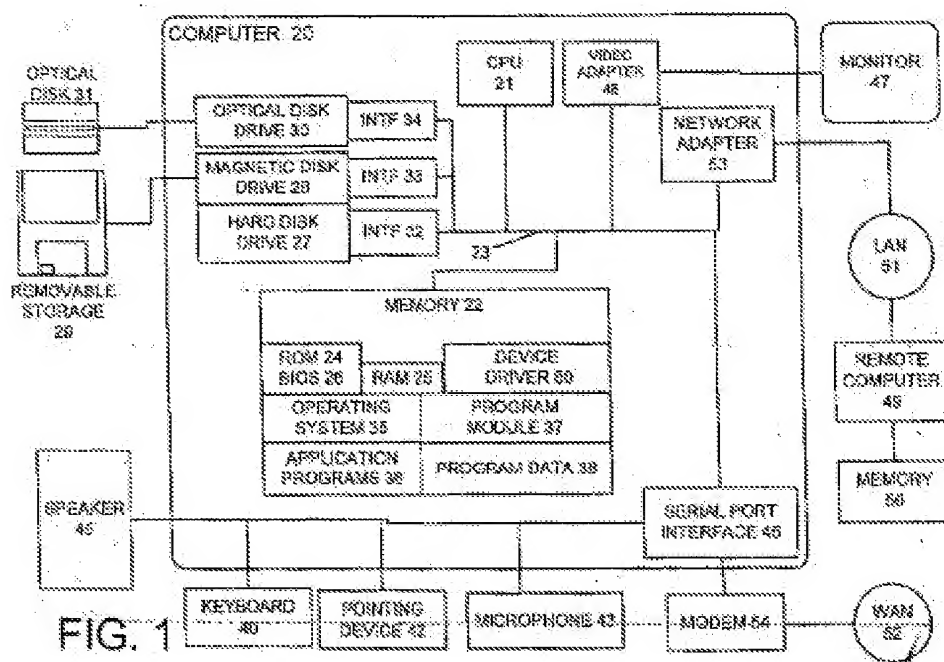 COMPUTER 20
OPTICAL
DISK 31
OPTICAL DISK
DRIVE 30
INTF 34
MAGNETIC DISK
DRIVE 28
INTF 33
HARD DISK
DRIVE 27
INTF 32
REMOVABLE
STORAGE
29
CPU
21
VIDEO
ADAPTER
48
MONITOR
47
NETWORK
ADAPTER
53
23
LAN
51
REMOTE
COMPUTER
49
MEMORY
50
MEMORY 22
ROM 24
BIOS 26
RAM 25
DEVICE
DRIVER 50
OPERATING
SYSTEM 35
PROGRAM
MODULE 37
APPLICATION
PROGRAMS 36
PROGRAM DATA 38
SPEAKER
45
SERIAL PORT
INTERFACE 46
KEYBOARD
40
POINTING
DEVICE 42
MICROPHONE 43
MODEM 54
WAN
52
FIG. 1